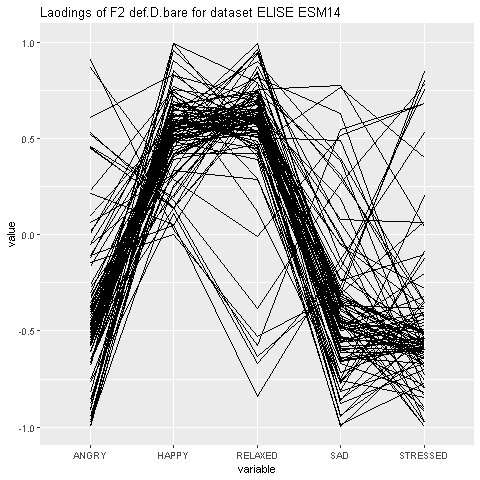 Laodings of F2 def.D.bare for dataset ELISE ESM14
1.0
0.5
0.0
-0.5
-1.0
value
ANGRY HAPPY RELAXED SAD STRESSED
variable